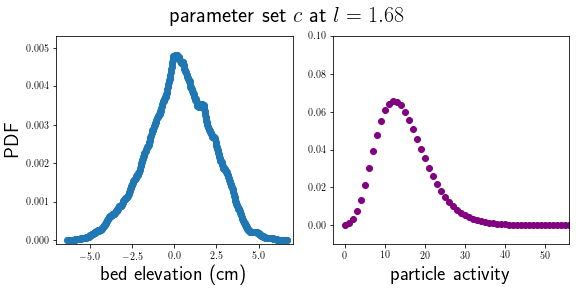 parameter set c at l = 1.68
PDF
0.005
0.004
0.003
0.002
0.001
0.000
−5.0 −2.5 0.0 2.5 5.0
bed elevation (cm)
0.10
0.08
0.06
0.04
0.02
0.00
0 10 20 30 40 50
particle activity